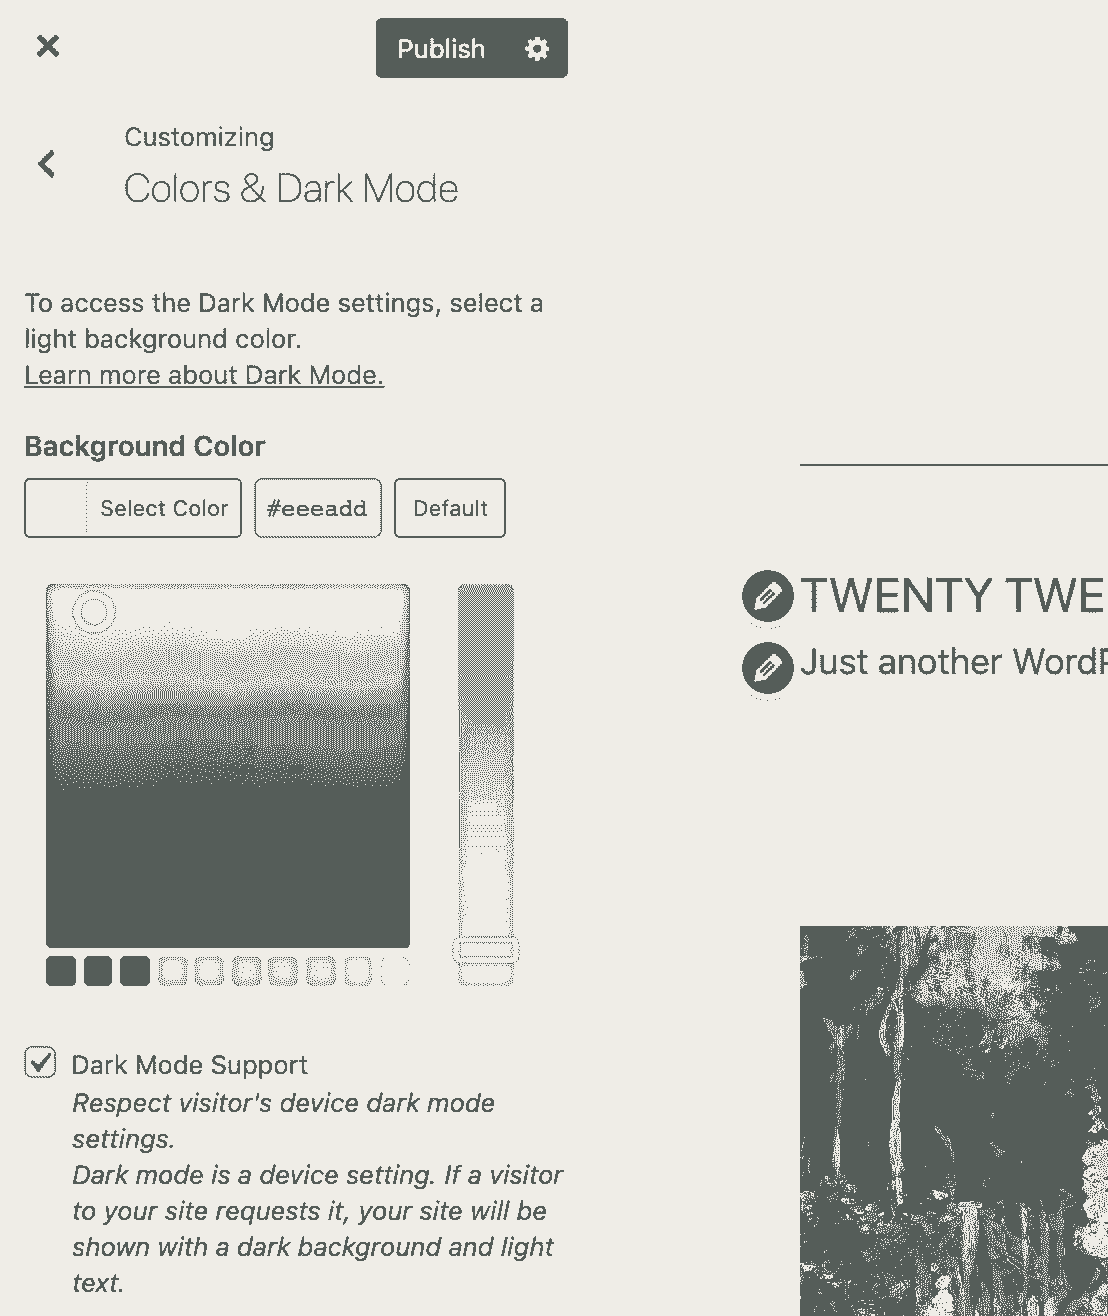 Publish
Customizing
Colors & Dark Mode
To access the Dark Mode settings, select a
light background color.
Learn more about Dark Mode.
Background Color
Select Color #eeeadd Default
TWENTY TWE
Just another WordP
Dark Mode Support
Respect visitor's device dark mode
settings.
Dark mode is a device setting. If a visitor
to your site requests it, your site will be
shown with a dark background and light
text.